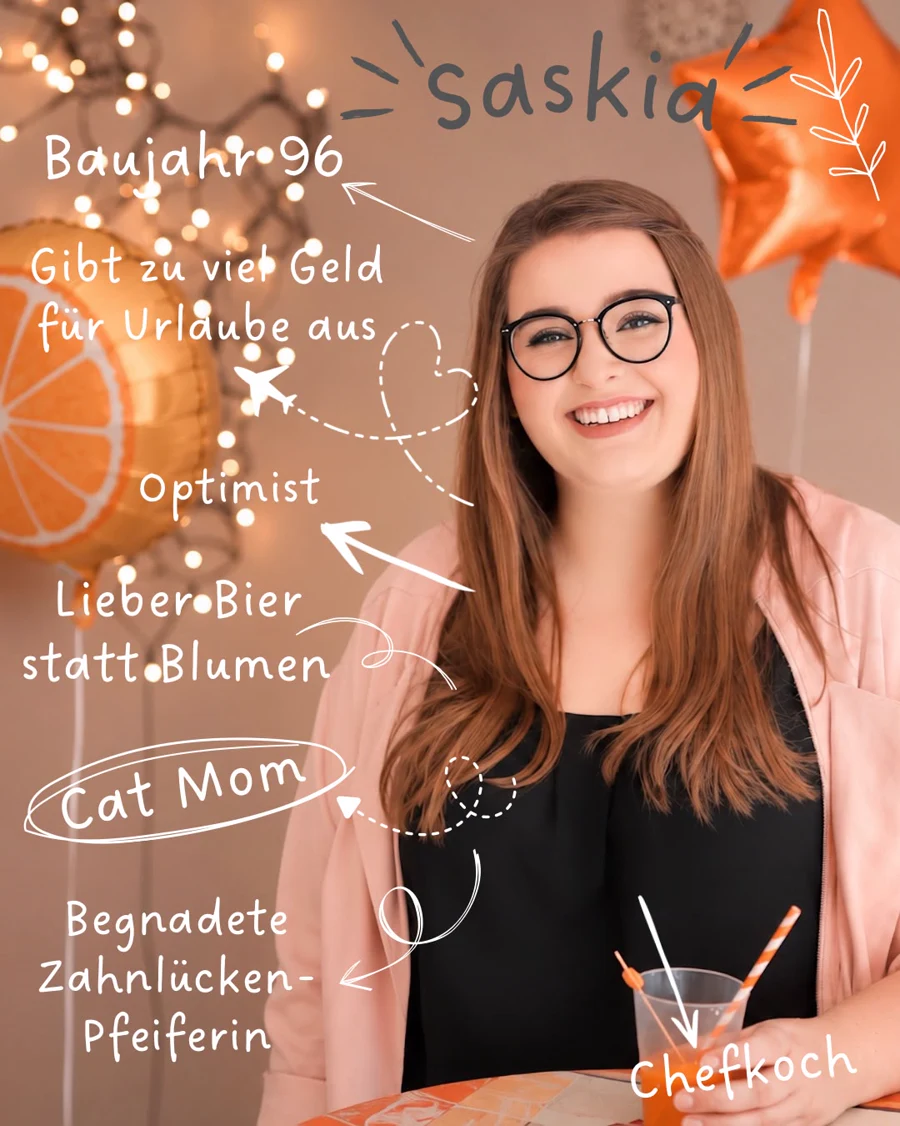 saskia
Baujahr 96
Gibt zu viel Geld
für Urlaube aus
Optimist
Lieber Bier
statt Blumen
Cat Mom
Begnadete
Zahnlücken-
Pfeiferin
Chefkoch